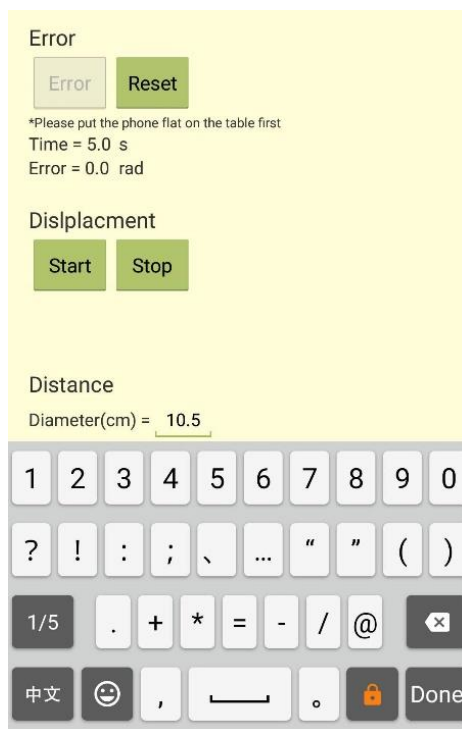 Error
Error Reset
*Please put the phone flat on the table first
Time = 5.0 s
Error = 0.0 rad
Dislplacment
Start Stop
Distance
Diameter(cm) = 10.5
1 2 3 4 5 6 7 8 9 0
? ! : ; 、 … “ ” ( )
1/5 . + * = - / @
中文 , 。 Done